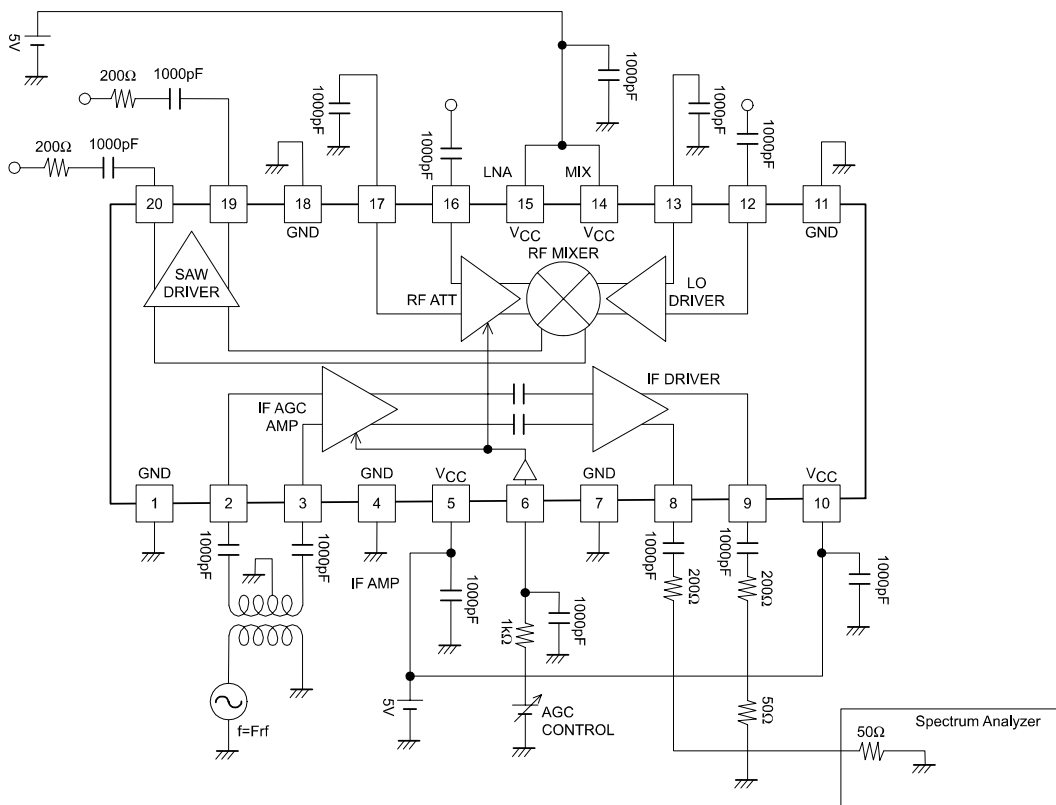 5V
200Ω
1000pF
1000pF
1000pF
1000pF
1000pF
1000pF
1000pF
200Ω
LNA
MIX
20
19
18
17
16
15
14
13
12
11
GND
VCC
VCC
GND
RF MIXER
SAW
DRIVER
RF ATT
LO
DRIVER
IF DRIVER
IF AGC
AMP
GND
GND
VCC
GND
VCC
1
2
3
4
5
6
7
8
9
10
1000pF
1000pF
IF AMP
1000pF
1000pF
1kΩ
1000pF
200Ω
1000pF
200Ω
1000pF
f=Frf
5V
AGC
CONTROL
50Ω
50Ω
Spectrum Analyzer